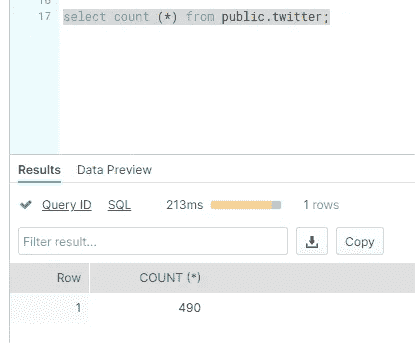 16
17 select count (*) from public.twitter;
Results Data Preview
Query ID SQL 213ms 1 rows
Filter result... Copy
Row COUNT (*)
1 490